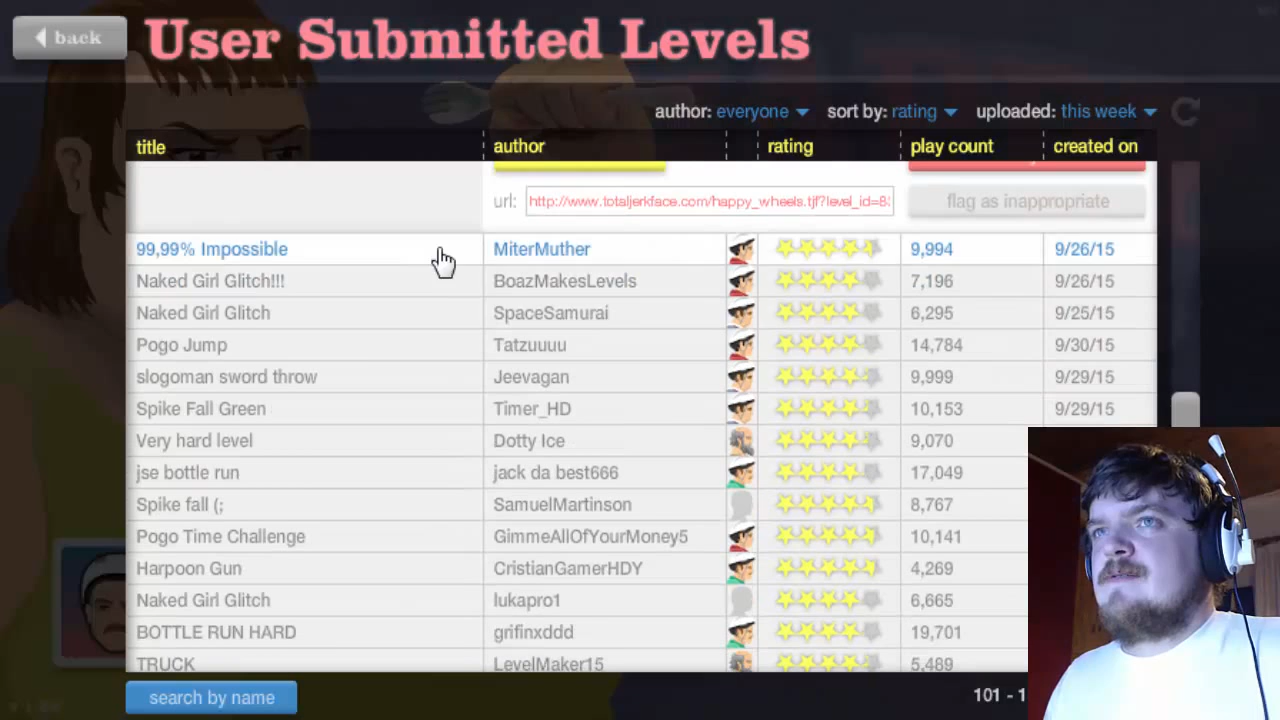 back
User Submitted Levels
author: everyone sort by: rating uploaded: this week
title author rating play count created on
url: http://www.totaljerkface.com/happy_wheels.tjf?level_id=8 flag as inappropriate
99,99% Impossible MiterMuther 9,994 9/26/15
Naked Girl Glitch!!! BoazMakesLevels 7,196 9/26/15
Naked Girl Glitch SpaceSamurai 6,295 9/25/15
Pogo Jump Tatzuuuu 14,784 9/30/15
slogoman sword throw Jeevagan 9,999 9/29/15
Spike Fall Green Timer_HD 10,153 9/29/15
Very hard level Dotty Ice 9,070
jse bottle run jack da best666 17,049
Spike fall (; SamuelMartinson 8,767
Pogo Time Challenge GimmeAllOfYourMoney5 10,141
Harpoon Gun CristianGamerHDY 4,269
Naked Girl Glitch lukapro1 6,665
BOTTLE RUN HARD grifinxddd 19,701
TRUCK LevelMaker15 5,489
search by name 101 - 1